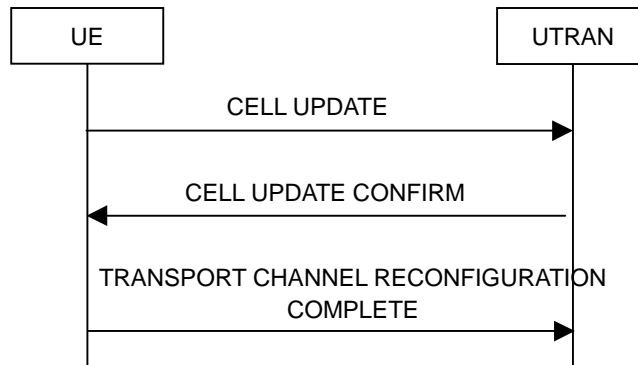 UE
UTRAN
CELL UPDATE
CELL UPDATE CONFIRM
TRANSPORT CHANNEL RECONFIGURATION
COMPLETE